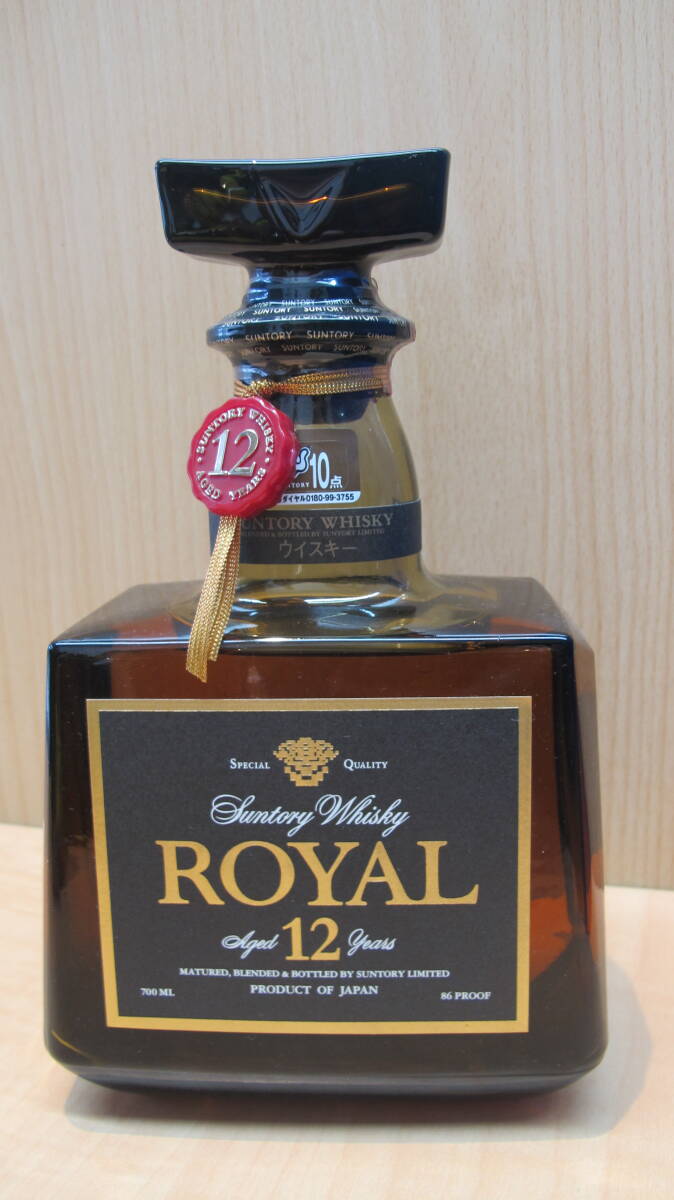 SUNTORY SUNTORY SUNTORY
SUNTORY SUNTORY SUNTORY
SUNTORY SUNTORY SUNTORY
SUNTORY WHISKY
12
AGED YEARS
10点
ダイヤル0180-99-3755
SUNTORY WHISKY
BLENDED & BOTTLED BY SUNTORY LIMITED
ウイスキー
SPECIAL QUALITY
Suntory Whisky
ROYAL
Aged 12 Years
MATURED, BLENDED & BOTTLED BY SUNTORY LIMITED
700 ML PRODUCT OF JAPAN 86 PROOF